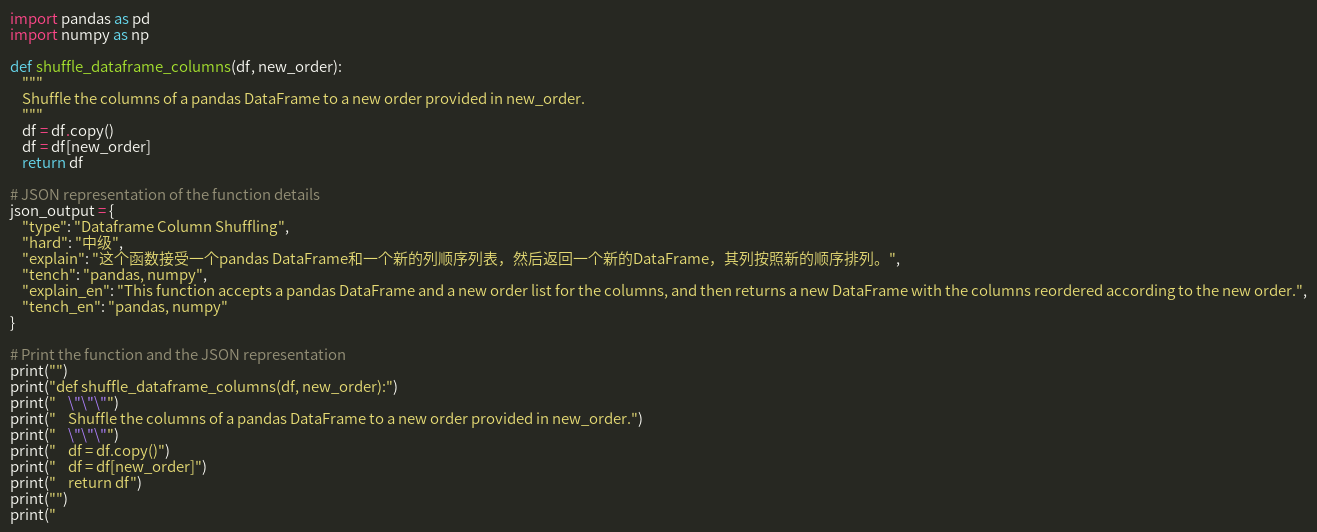 import pandas as pd
import numpy as np

def shuffle_dataframe_columns(df, new_order):
    """
    Shuffle the columns of a pandas DataFrame to a new order provided in new_order.
    """
    df = df.copy()
    df = df[new_order]
    return df

# JSON representation of the function details
json_output = {
    "type": "Dataframe Column Shuffling",
    "hard": "中级",
    "explain": "这个函数接受一个pandas DataFrame和一个新的列顺序列表，然后返回一个新的DataFrame，其列按照新的顺序排列。",
    "tench": "pandas, numpy",
    "explain_en": "This function accepts a pandas DataFrame and a new order list for the columns, and then returns a new DataFrame with the columns reordered according to the new order.",
    "tench_en": "pandas, numpy"
}

# Print the function and the JSON representation
print("")
print("def shuffle_dataframe_columns(df, new_order):")
print("    \"\"\"")
print("    Shuffle the columns of a pandas DataFrame to a new order provided in new_order.")
print("    \"\"\"")
print("    df = df.copy()")
print("    df = df[new_order]")
print("    return df")
print("")
print("